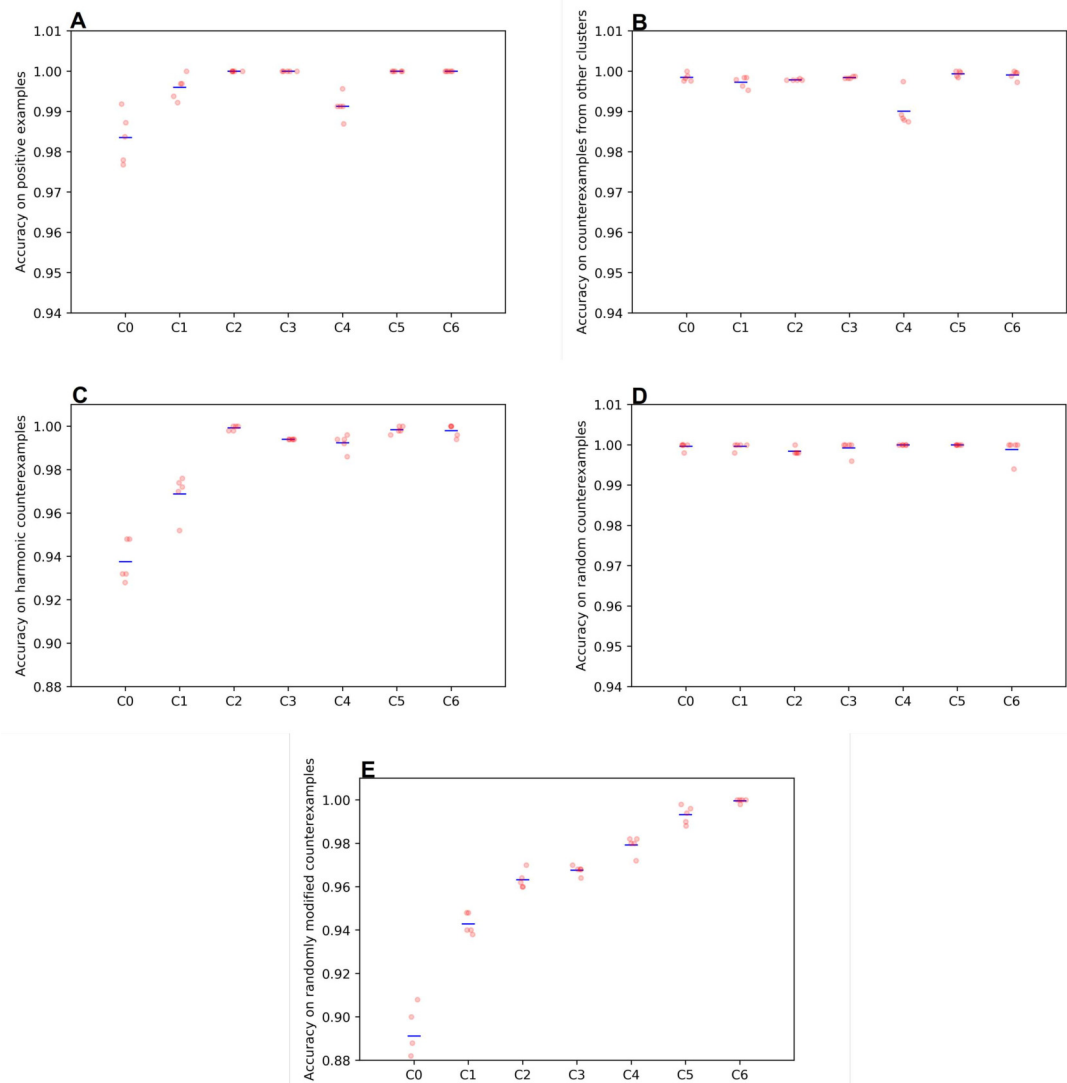 A
Accuracy on positive examples
1.01
1.00
0.99
0.98
0.97
0.96
0.95
0.94
C0 C1 C2 C3 C4 C5 C6
B
Accuracy on counterexamples from other clusters
1.01
1.00
0.99
0.98
0.97
0.96
0.95
0.94
C0 C1 C2 C3 C4 C5 C6
C
Accuracy on harmonic counterexamples
1.00
0.98
0.96
0.94
0.92
0.90
0.88
C0 C1 C2 C3 C4 C5 C6
D
Accuracy on random counterexamples
1.01
1.00
0.99
0.98
0.97
0.96
0.95
0.94
C0 C1 C2 C3 C4 C5 C6
E
Accuracy on randomly modified counterexamples
1.00
0.98
0.96
0.94
0.92
0.90
0.88
C0 C1 C2 C3 C4 C5 C6